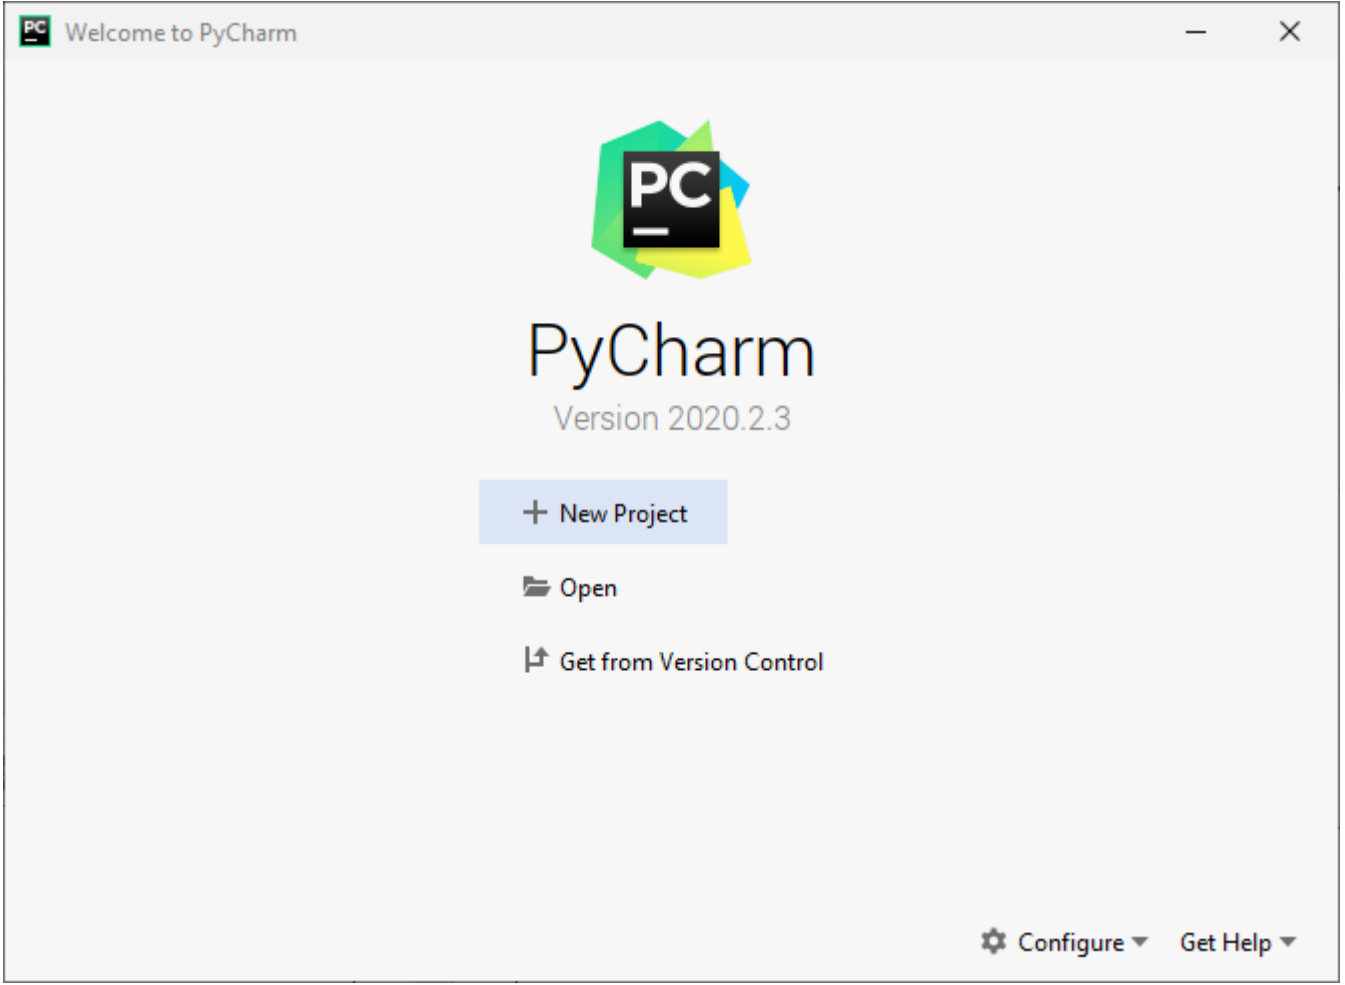 PC Welcome to PyCharm
PC
PyCharm
Version 2020.2.3
New Project
Open
Get from Version Control
Configure Get Help